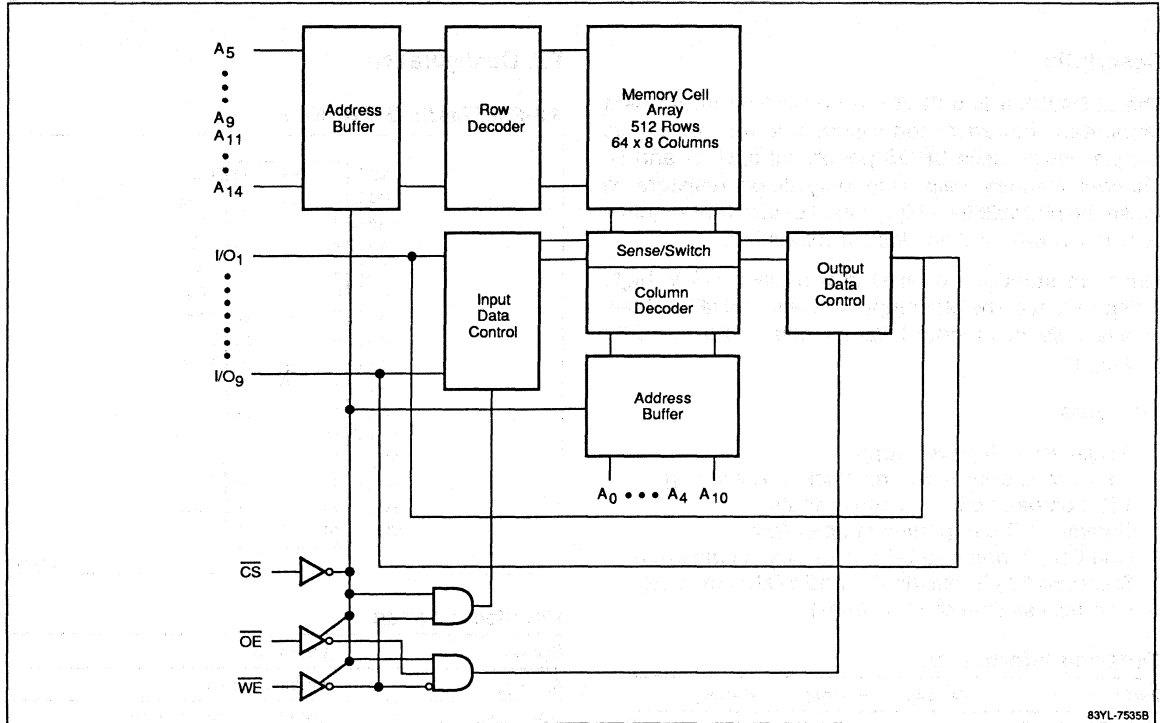 A5
A9
A11
A14
Address
Buffer
Row
Decoder
Memory Cell
Array
512 Rows
64 x 8 Columns
I/O1
I/O9
Input
Data
Control
Sense/Switch
Column
Decoder
Output
Data
Control
Address
Buffer
A0 •••• A4 A10
CS
OE
WE
83YL-7535B